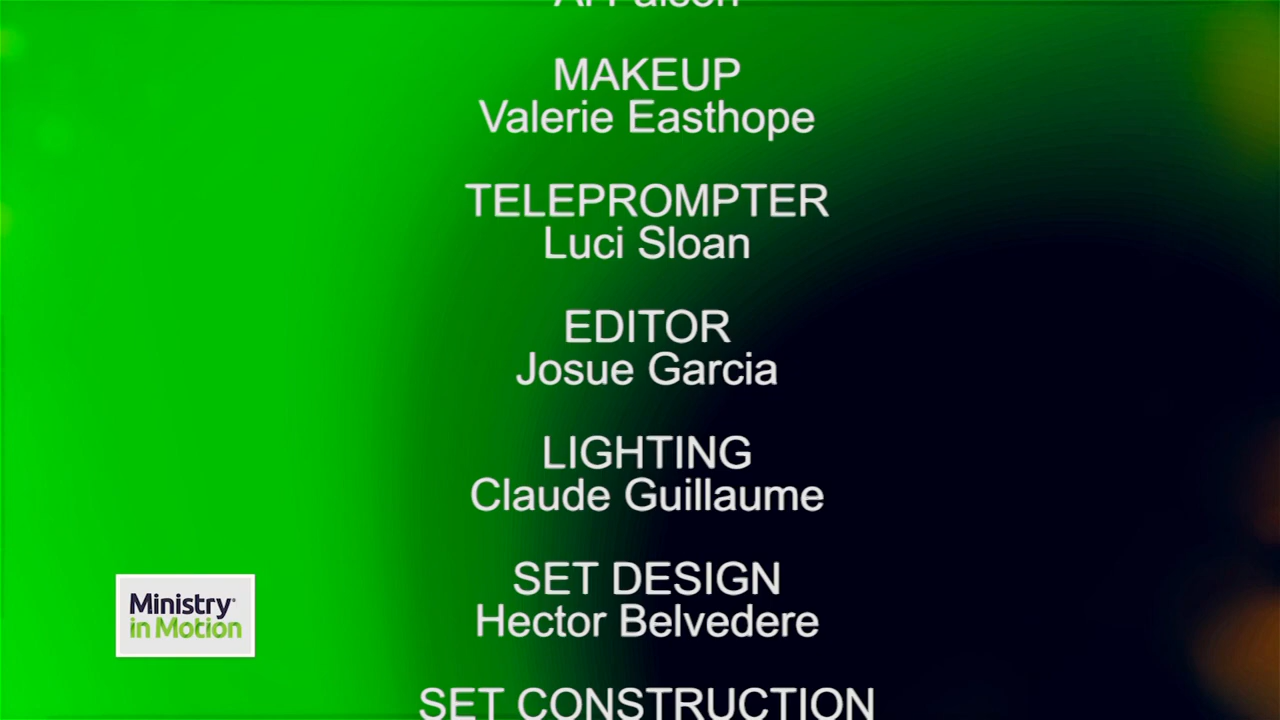 MAKEUP
Valerie Easthope
TELEPROMPTER
Luci Sloan
EDITOR
Josue Garcia
LIGHTING
Claude Guillaume
SET DESIGN
Hector Belvedere
SET CONSTRUCTION
Ministry
in Motion